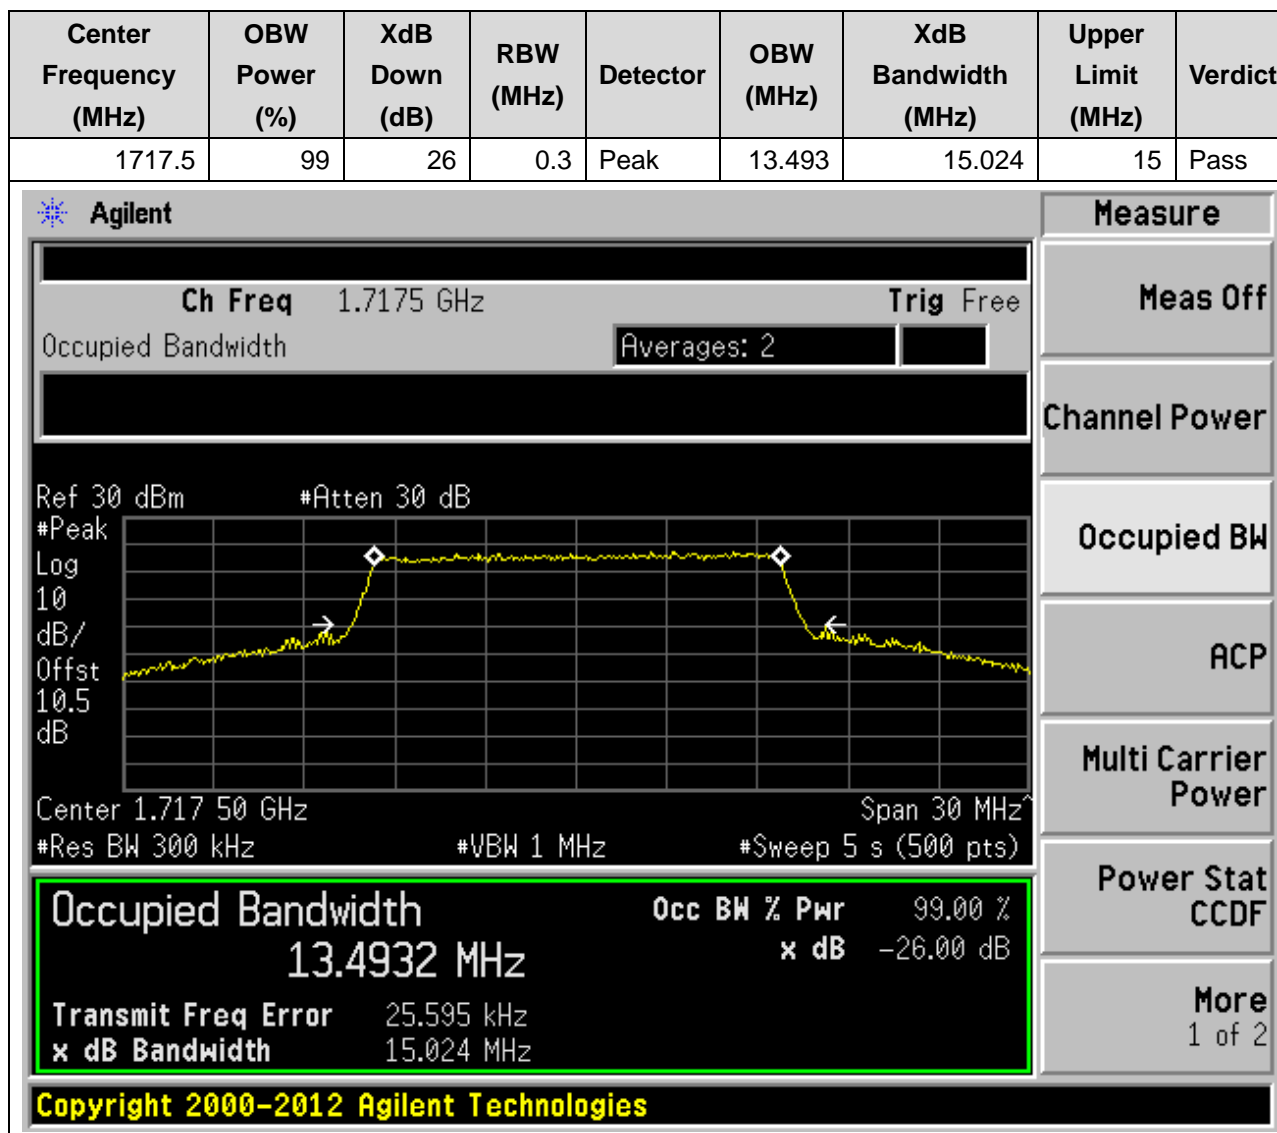 Center Frequency (MHz) OBW Power (%) XdB Down (dB) RBW (MHz) Detector OBW (MHz) XdB Bandwidth (MHz) Upper Limit (MHz) Verdict
1717.5 99 26 0.3 Peak 13.493 15.024 15 Pass
Agilent
Measure
Ch Freq 1.7175 GHz Trig Free
Meas Off
Occupied Bandwidth Averages: 2
Channel Power
Ref 30 dBm #Atten 30 dB
#Peak
Log
10
dB/
Offst
10.5
dB
Occupied BW
ACP
Multi Carrier
Power
Center 1.717 50 GHz Span 30 MHz^
#Res BW 300 kHz #VBW 1 MHz #Sweep 5 s (500 pts)
Power Stat
CCDF
Occupied Bandwidth Occ BW % Pwr 99.00 %
13.4932 MHz x dB -26.00 dB
Transmit Freq Error 25.595 kHz
x dB Bandwidth 15.024 MHz
More
1 of 2
Copyright 2000-2012 Agilent Technologies